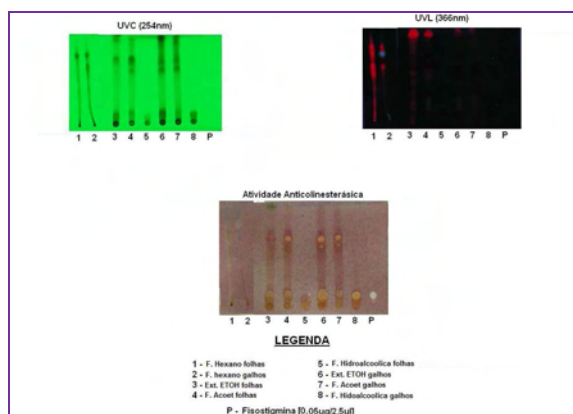 UVC (254nm)
UVL (366nm)
1 2 3 4 5 6 7 8 P
1 2 3 4 5 6 7 8 P
Atividade Anticolinesterásica
1 2 3 4 5 6 7 8 P
LEGENDA
1 - F. Hexano folhas
2 - F. hexano galhos
3 - Ext. ETOH folhas
4 - F. Acoet folhas
5 - F. Hidroalcoolica folhas
6 - Ext. ETOH galhos
7 - F. Acoet galhos
8 - F. Hidoalcoolica galhos
P - Fisostigmina [0.05ug/2.5ul]